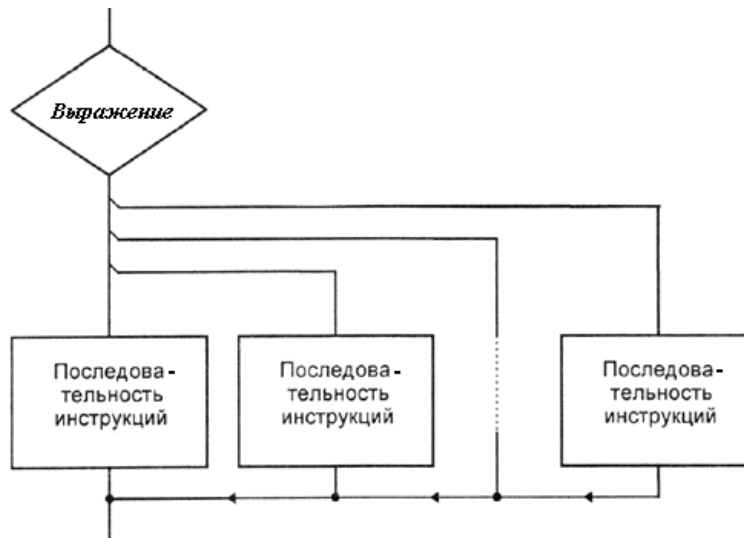 Выражение
Последова-
тельность
инструкций
Последова-
тельность
инструкций
Последова-
тельность
инструкций